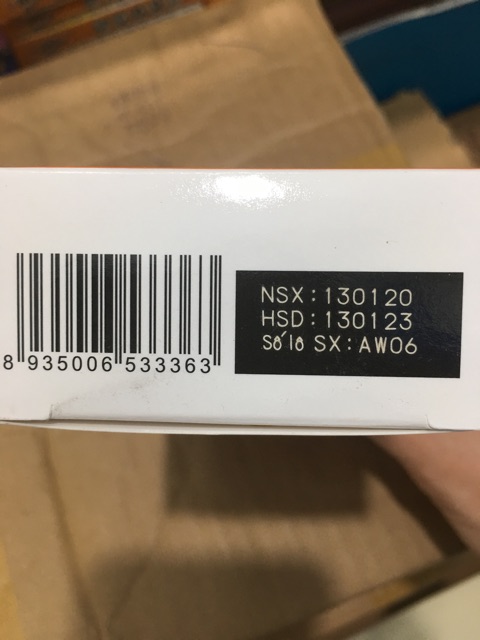 NSX: 130120
HSD: 130123
Số lô SX: AW06
8 935006 533363